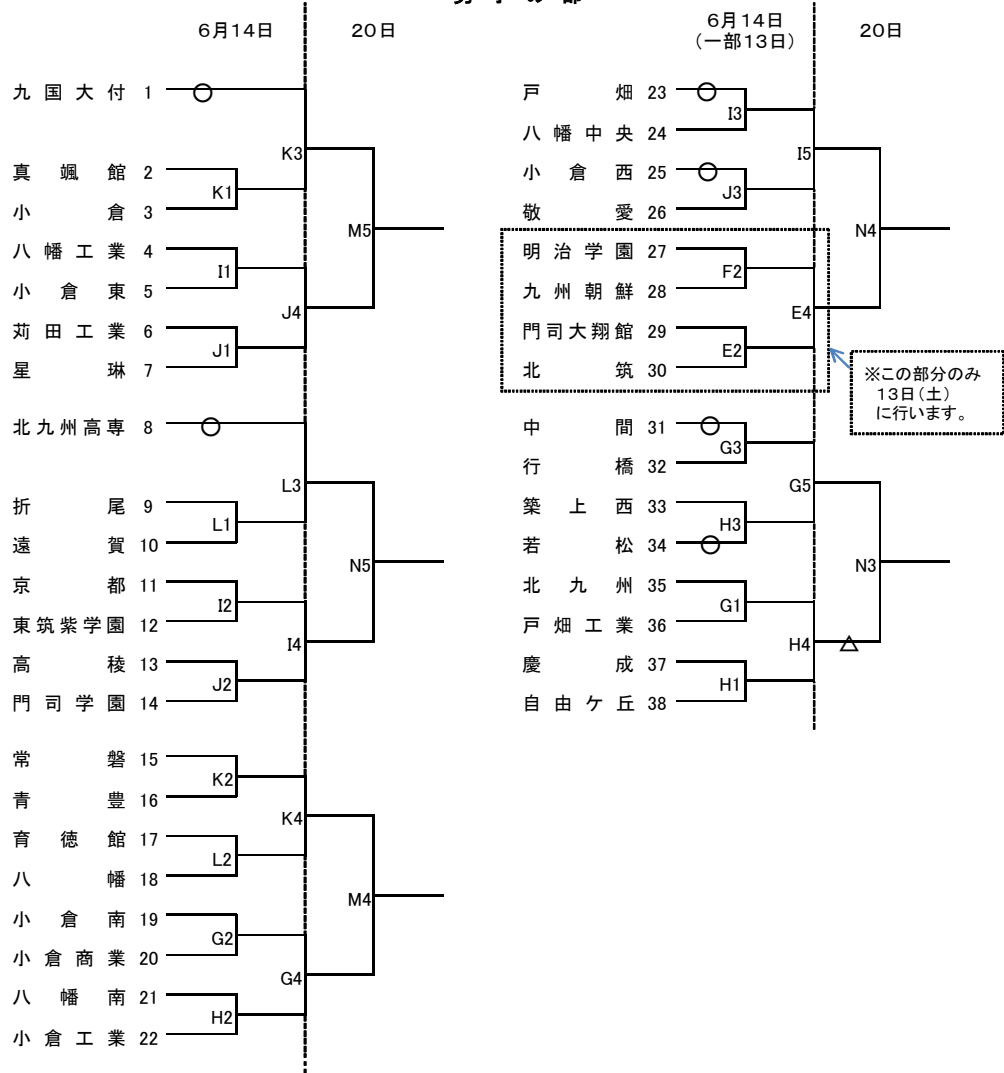 男子の部
6月14日
20日
九国大付 1
K3
真颯館 2
K1
小倉 3
M5
八幡工業 4
I1
小倉東 5
J4
苅田工業 6
J1
星琳 7
北九州高専 8
L3
折尾 9
L1
遠賀 10
N5
京都 11
I2
東筑紫学園 12
I4
高稜 13
J2
門司学園 14
常磐 15
K2
青豊 16
K4
育徳館 17
L2
八幡 18
M4
小倉南 19
G2
小倉商業 20
G4
八幡南 21
H2
小倉工業 22
6月14日
(一部13日)
20日
戸畑 23
I3
八幡中央 24
I5
小倉西 25
J3
敬愛 26
N4
明治学園 27
F2
九州朝鮮 28
E4
門司大翔館 29
E2
北筑 30
※この部分のみ
13日(土)
に行います。
中間 31
G3
行橋 32
G5
築上西 33
H3
若松 34
N3
北九州 35
G1
戸畑工業 36
H4
慶成 37
H1
自由ケ丘 38